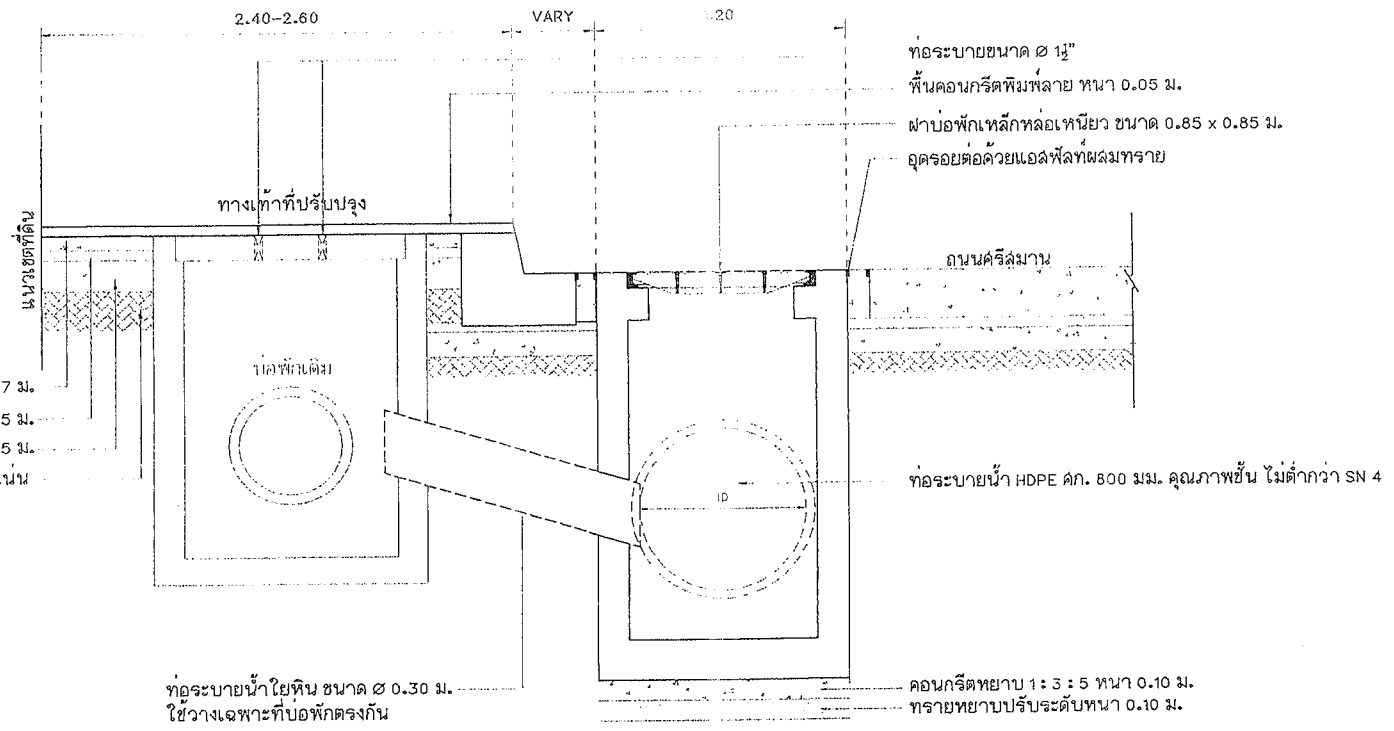 2.40-2.60 VARY .20
ท่อระบายขนาด Ø 1½"
พื้นคอนกรีตพิมพ์ลาย หนา 0.05 ม.
ฝาบ่อพักเหล็กหล่อเหนียว ขนาด 0.85 x 0.85 ม.
อุดรอยต่อด้วยแอสฟัลท์ผสมทราย
ทางเท้าที่ปรับปรุง
แนวเขตที่ดิน
ถนนศรีสมาน
บ่อพักเดิม
7 ม.
5 ม.
5 ม.
น่น
ท่อระบายน้ำ HDPE ศก. 800 มม. คุณภาพชั้น ไม่ต่ำกว่า SN 4
ID
ท่อระบายน้ำใยหิน ขนาด Ø 0.30 ม.
ใช้วางเฉพาะที่บ่อพักตรงกัน
คอนกรีตหยาบ 1 : 3 : 5 หนา 0.10 ม.
ทรายหยาบปรับระดับหนา 0.10 ม.